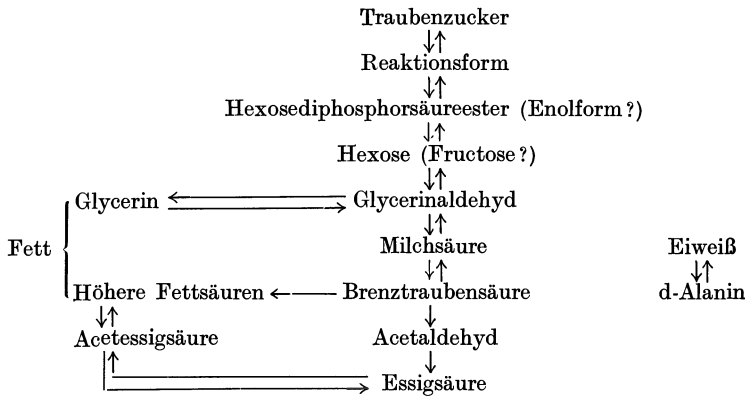 Traubenzucker
Reaktionsform
Hexosediphosphorsäureester (Enolform?)
Hexose (Fructose?)
Glycerin Glycerinaldehyd
Fett Milchsäure Eiweiß
Höhere Fettsäuren Brenztraubensäure d-Alanin
Acetessigsäure Acetaldehyd
Essigsäure